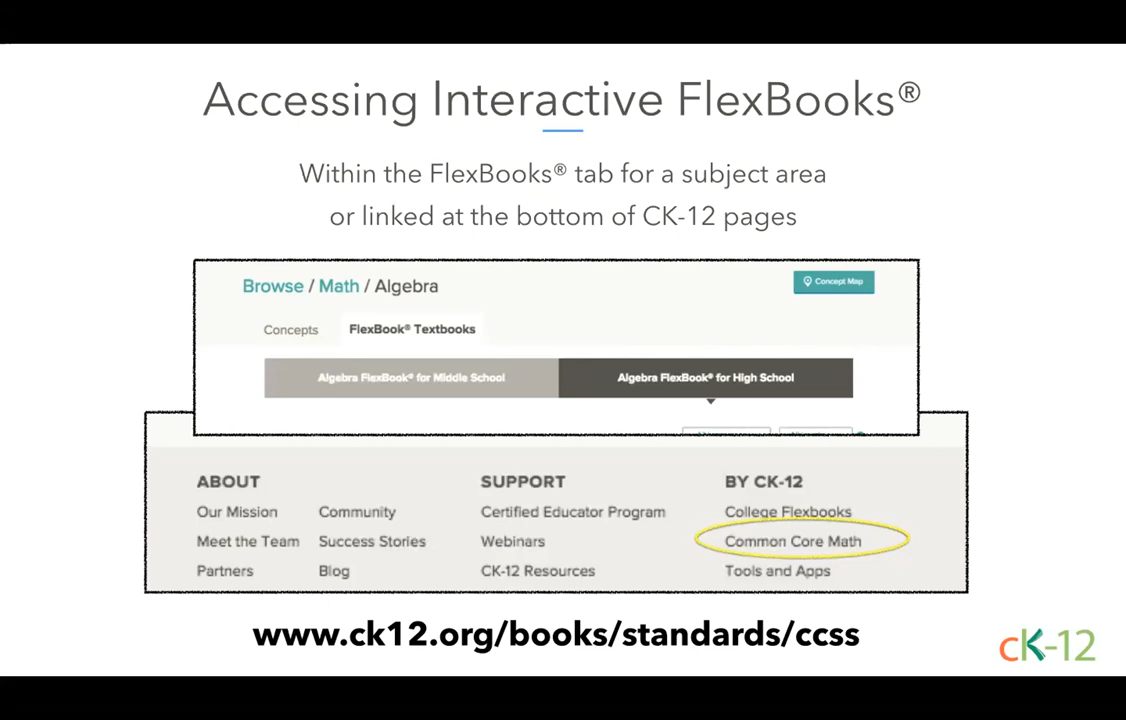 Accessing Interactive FlexBooks®
Within the FlexBooks® tab for a subject area
or linked at the bottom of CK-12 pages
Browse / Math / Algebra
Concept Map
Concepts FlexBook® Textbooks
Algebra FlexBook® for Middle School Algebra FlexBook® for High School
ABOUT SUPPORT BY CK-12
Our Mission Community Certified Educator Program College Flexbooks
Meet the Team Success Stories Webinars Common Core Math
Partners Blog CK-12 Resources Tools and Apps
www.ck12.org/books/standards/ccss
cK-12